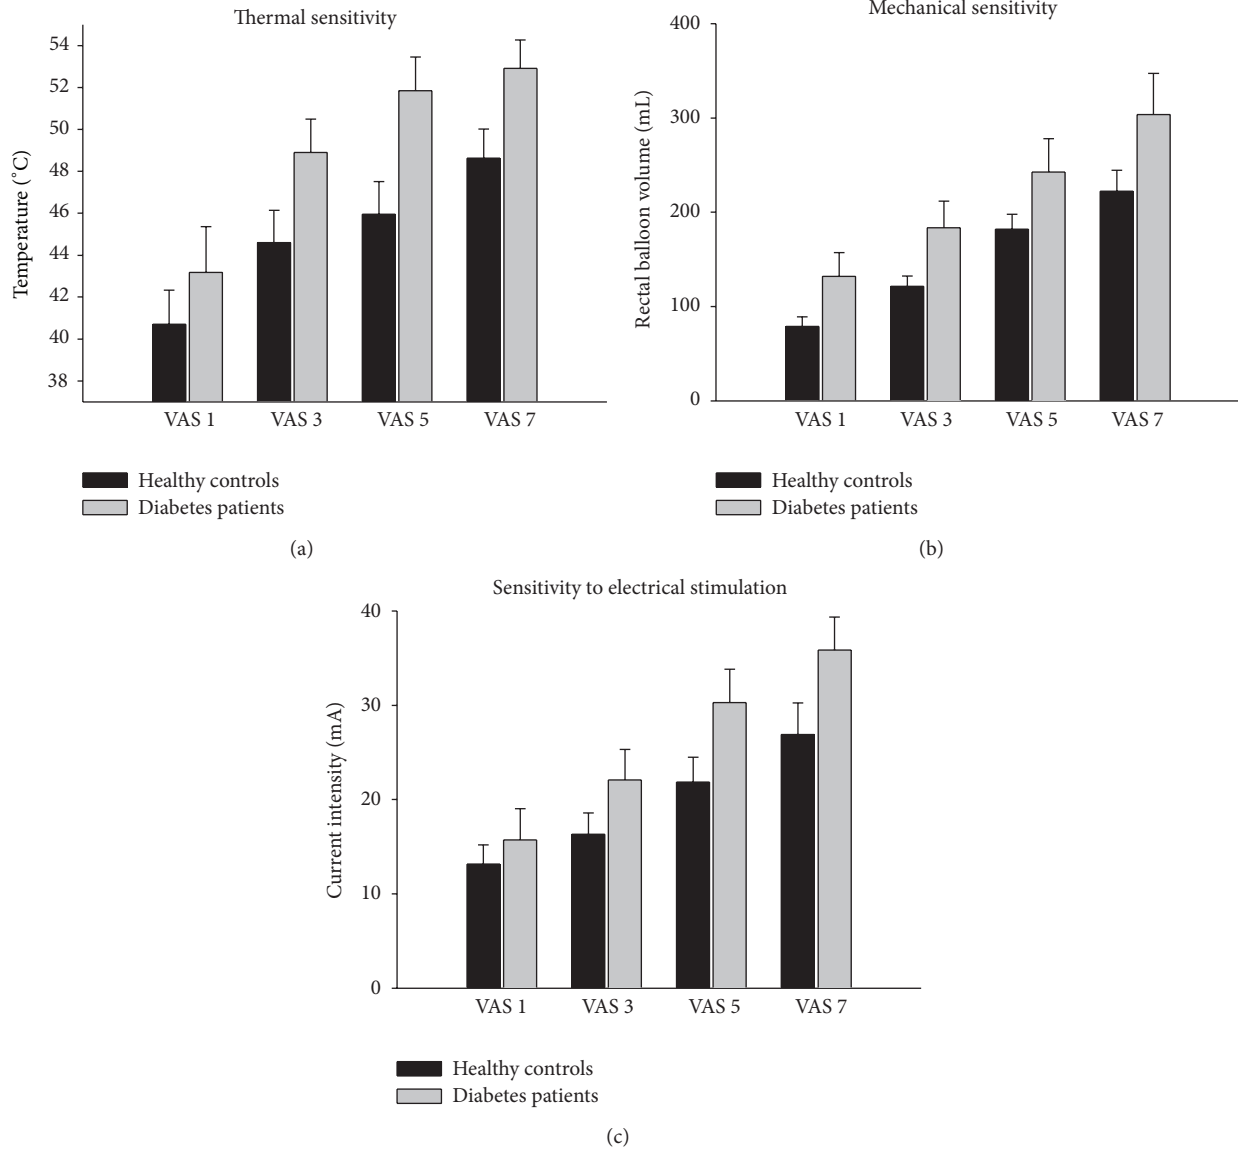 Thermal sensitivity
54
52
50
48
46
44
42
40
38
Temperature (°C)
VAS 1 VAS 3 VAS 5 VAS 7
Healthy controls
Diabetes patients
(a)
Mechanical sensitivity
400
300
200
100
0
Rectal balloon volume (mL)
VAS 1 VAS 3 VAS 5 VAS 7
Healthy controls
Diabetes patients
(b)
Sensitivity to electrical stimulation
40
30
20
10
0
Current intensity (mA)
VAS 1 VAS 3 VAS 5 VAS 7
Healthy controls
Diabetes patients
(c)